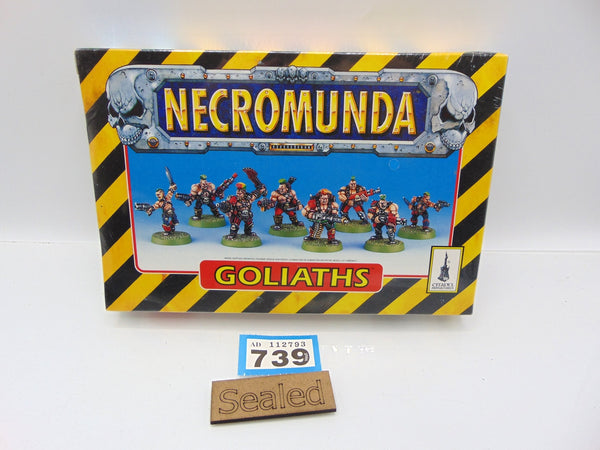 NECROMUNDA
GOLIATHS
CITADEL
MINIATURES
AD 112793
739
Sealed